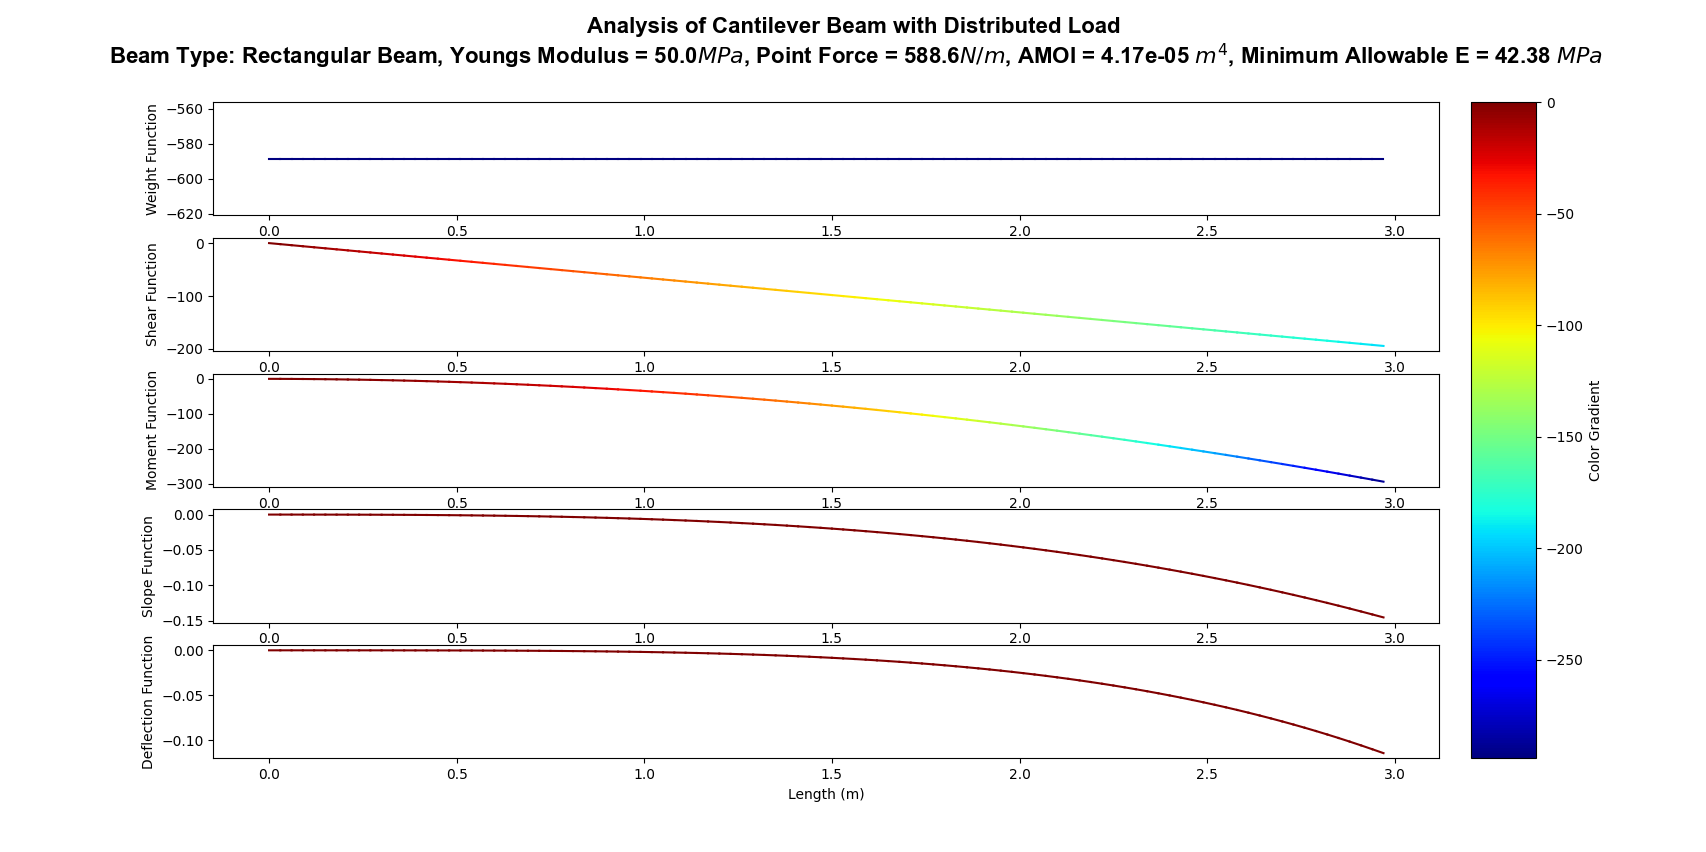 Analysis of Cantilever Beam with Distributed Load
Beam Type: Rectangular Beam, Youngs Modulus = 50.0MPa, Point Force = 588.6N/m, AMOI = 4.17e-05 m⁴, Minimum Allowable E = 42.38 MPa
Weight Function
−560
−580
−600
−620
0.0 0.5 1.0 1.5 2.0 2.5 3.0
Shear Function
0
−100
−200
0.0 0.5 1.0 1.5 2.0 2.5 3.0
Moment Function
0
−100
−200
−300
0.0 0.5 1.0 1.5 2.0 2.5 3.0
Slope Function
0.00
−0.05
−0.10
−0.15
0.0 0.5 1.0 1.5 2.0 2.5 3.0
Deflection Function
0.00
−0.05
−0.10
0.0 0.5 1.0 1.5 2.0 2.5 3.0
Length (m)
0
−50
−100
−150
−200
−250
Color Gradient